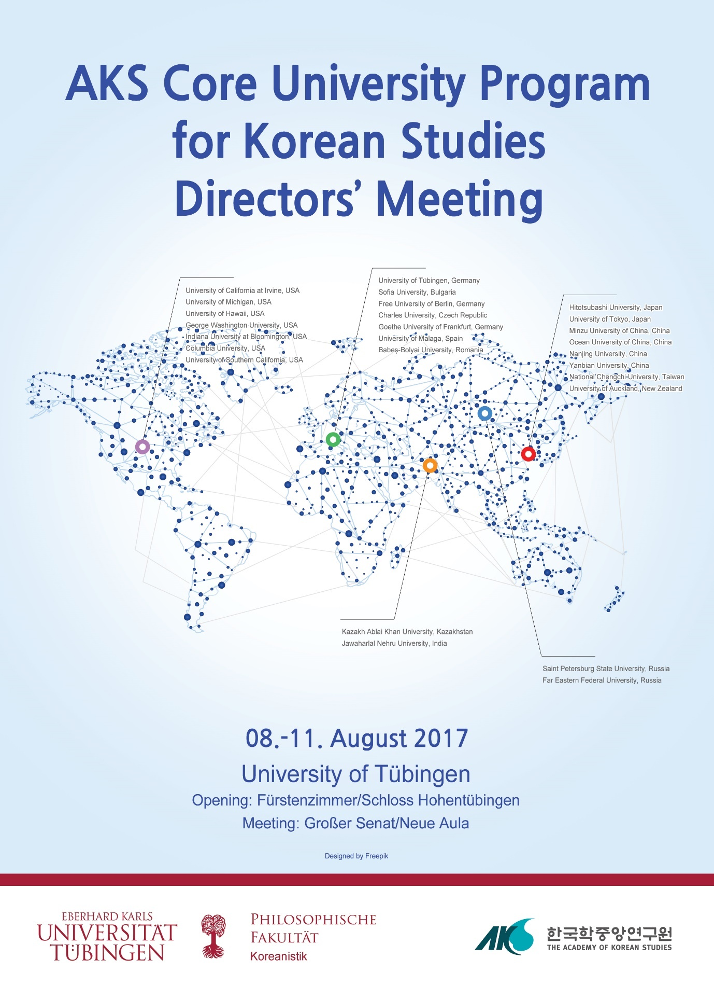 AKS Core University Program
for Korean Studies
Directors’ Meeting
University of California at Irvine, USA
University of Michigan, USA
University of Hawaii, USA
George Washington University, USA
Indiana University at Bloomington, USA
Columbia University, USA
University of Southern California, USA
University of Tübingen, Germany
Sofia University, Bulgaria
Free University of Berlin, Germany
Charles University, Czech Republic
Goethe University of Frankfurt, Germany
University of Malaga, Spain
Babeș-Bolyai University, Romania
Hitotsubashi University, Japan
University of Tokyo, Japan
Minzu University of China, China
Ocean University of China, China
Nanjing University, China
Yanbian University, China
National Chengchi University, Taiwan
University of Auckland, New Zealand
Kazakh Ablai Khan University, Kazakhstan
Jawaharlal Nehru University, India
Saint Petersburg State University, Russia
Far Eastern Federal University, Russia
08.-11. August 2017
University of Tübingen
Opening: Fürstenzimmer/Schloss Hohentübingen
Meeting: Großer Senat/Neue Aula
Designed by Freepik
EBERHARD KARLS
UNIVERSITÄT
TÜBINGEN
PHILOSOPHISCHE
FAKULTÄT
Koreanistik
AKS
한국학중앙연구원
THE ACADEMY OF KOREAN STUDIES